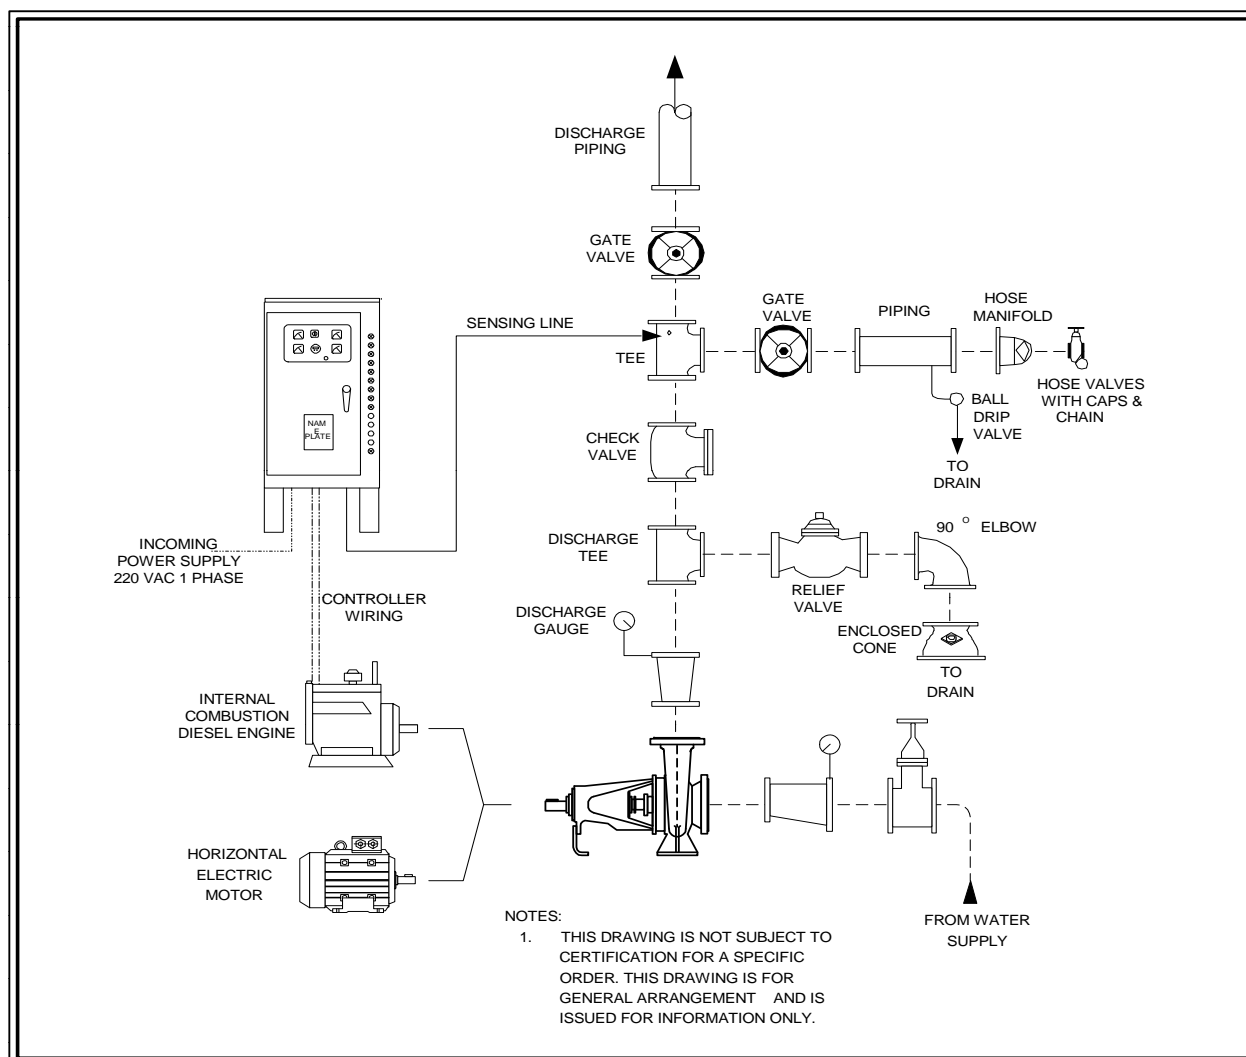 DISCHARGE
PIPING
GATE
VALVE
SENSING LINE
TEE
GATE
VALVE
PIPING
HOSE
MANIFOLD
HOSE VALVES
WITH CAPS &
CHAIN
BALL
DRIP
VALVE
TO
DRAIN
NAM
E
PLATE
CHECK
VALVE
INCOMING
POWER SUPPLY
220 VAC 1 PHASE
CONTROLLER
WIRING
DISCHARGE
TEE
90 ° ELBOW
RELIEF
VALVE
DISCHARGE
GAUGE
ENCLOSED
CONE
TO
DRAIN
INTERNAL
COMBUSTION
DIESEL ENGINE
HORIZONTAL
ELECTRIC
MOTOR
FROM WATER
SUPPLY
NOTES:
1. THIS DRAWING IS NOT SUBJECT TO
CERTIFICATION FOR A SPECIFIC
ORDER. THIS DRAWING IS FOR
GENERAL ARRANGEMENT AND IS
ISSUED FOR INFORMATION ONLY.